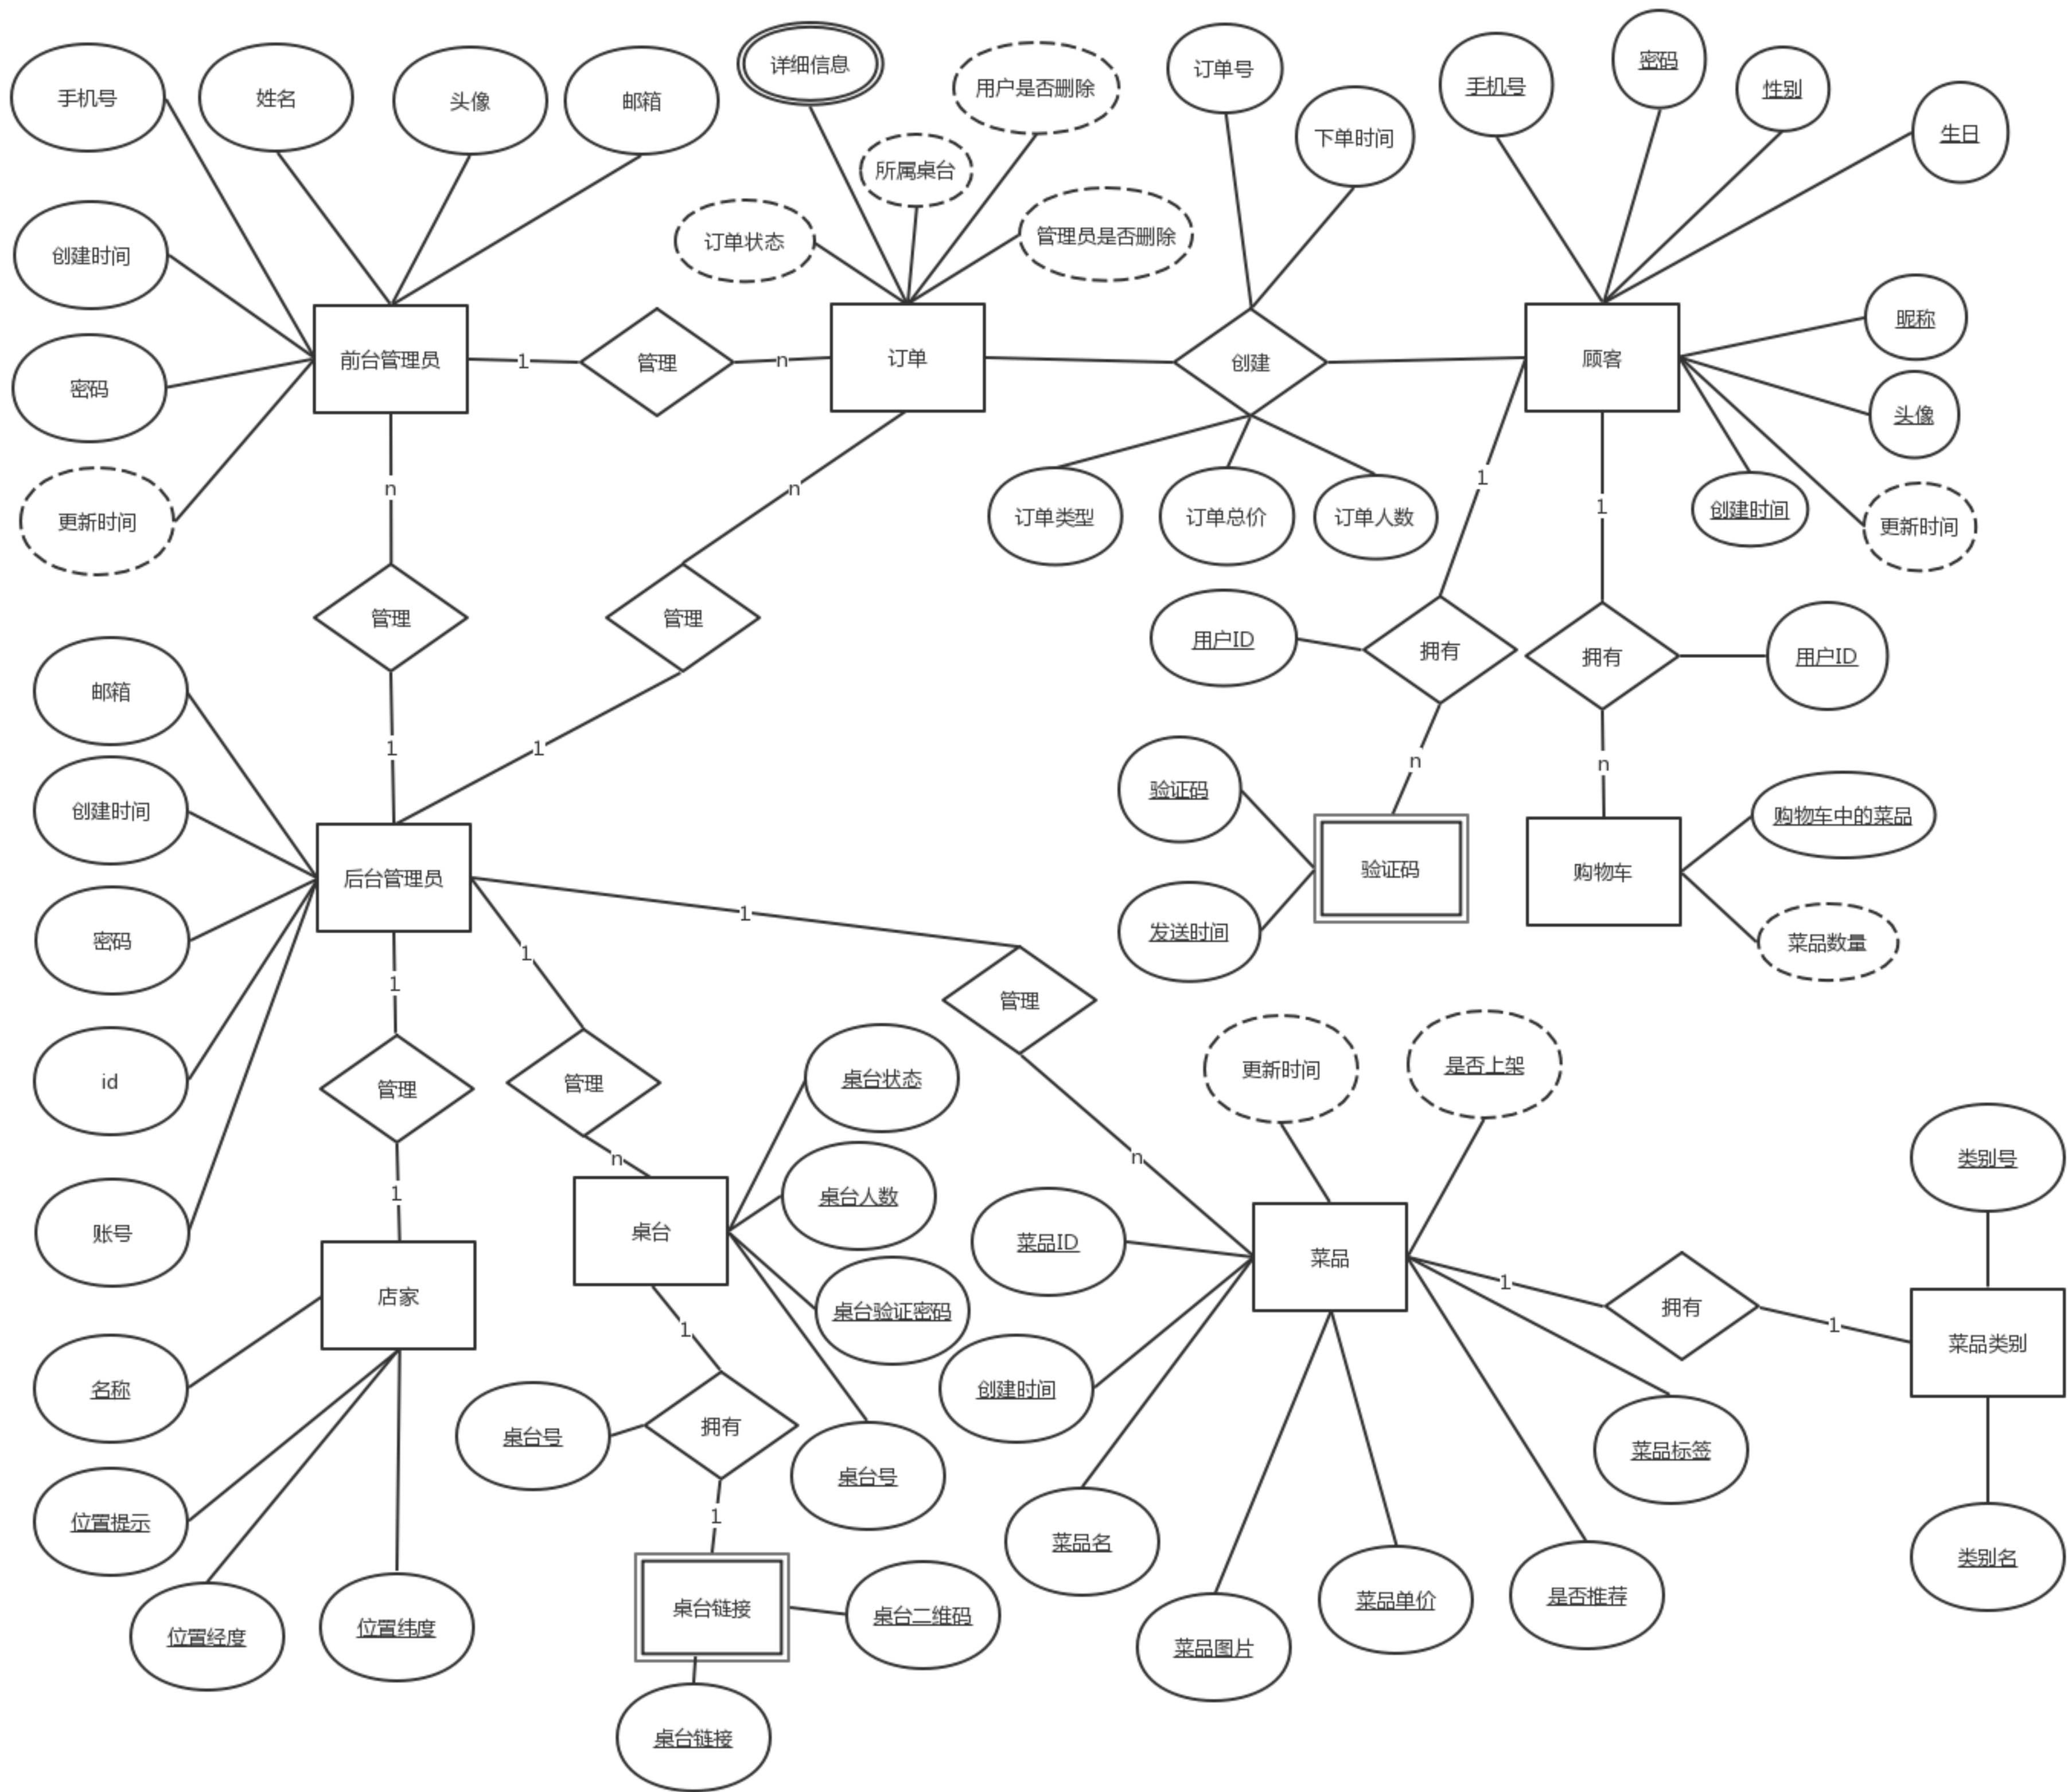 详细信息
用户是否删除
订单号
手机号
密码
性别
生日
手机号
姓名
头像
邮箱
下单时间
所属桌台
订单状态
管理员是否删除
创建时间
昵称
前台管理员
1
管理
n
订单
创建
顾客
密码
头像
更新时间
n
n
订单类型
订单总价
订单人数
1
1
创建时间
更新时间
管理
管理
用户ID
拥有
拥有
用户ID
邮箱
1
1
n
n
创建时间
验证码
购物车中的菜品
后台管理员
验证码
购物车
密码
1
发送时间
菜品数量
1
1
管理
id
管理
管理
桌台状态
更新时间
是否上架
n
1
n
桌台人数
类别号
账号
桌台
菜品ID
菜品
1
拥有
1
菜品类别
店家
桌台验证密码
1
名称
创建时间
桌台号
拥有
桌台号
菜品标签
位置提示
1
菜品名
类别名
位置经度
位置纬度
桌台链接
桌台二维码
菜品图片
菜品单价
是否推荐
桌台链接